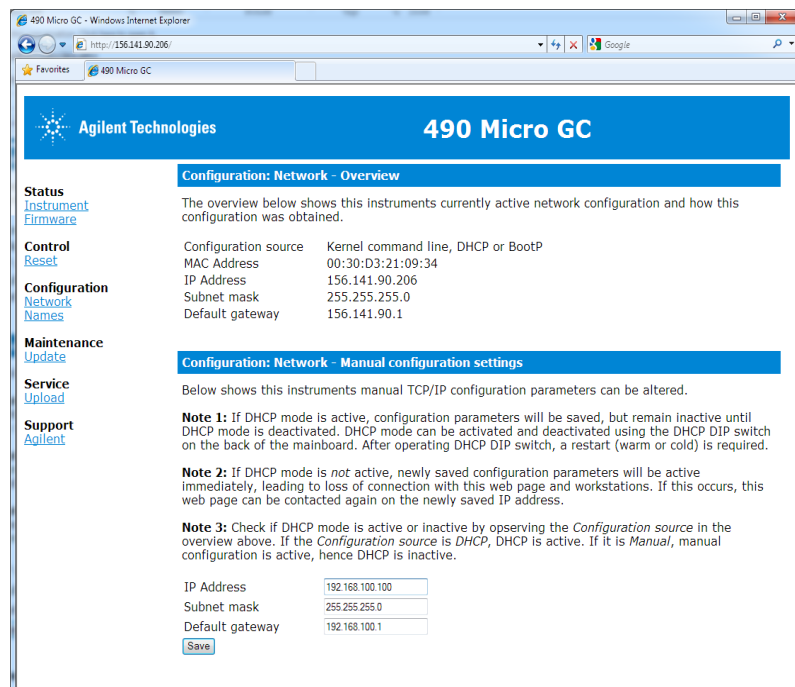 490 Micro GC - Windows Internet Explorer
http://156.141.90.206/
Google
Favorites
490 Micro GC
Agilent Technologies
490 Micro GC
Status
Instrument
Firmware
Control
Reset
Configuration
Network
Names
Maintenance
Update
Service
Upload
Support
Agilent
Configuration: Network - Overview
The overview below shows this instruments currently active network configuration and how this
configuration was obtained.
Configuration source Kernel command line, DHCP or BootP
MAC Address 00:30:D3:21:09:34
IP Address 156.141.90.206
Subnet mask 255.255.255.0
Default gateway 156.141.90.1
Configuration: Network - Manual configuration settings
Below shows this instruments manual TCP/IP configuration parameters can be altered.
Note 1: If DHCP mode is active, configuration parameters will be saved, but remain inactive until
DHCP mode is deactivated. DHCP mode can be activated and deactivated using the DHCP DIP switch
on the back of the mainboard. After operating DHCP DIP switch, a restart (warm or cold) is required.
Note 2: If DHCP mode is not active, newly saved configuration parameters will be active
immediately, leading to loss of connection with this web page and workstations. If this occurs, this
web page can be contacted again on the newly saved IP address.
Note 3: Check if DHCP mode is active or inactive by opserving the Configuration source in the
overview above. If the Configuration source is DHCP, DHCP is active. If it is Manual, manual
configuration is active, hence DHCP is inactive.
IP Address 192.168.100.100
Subnet mask 255.255.255.0
Default gateway 192.168.100.1
Save